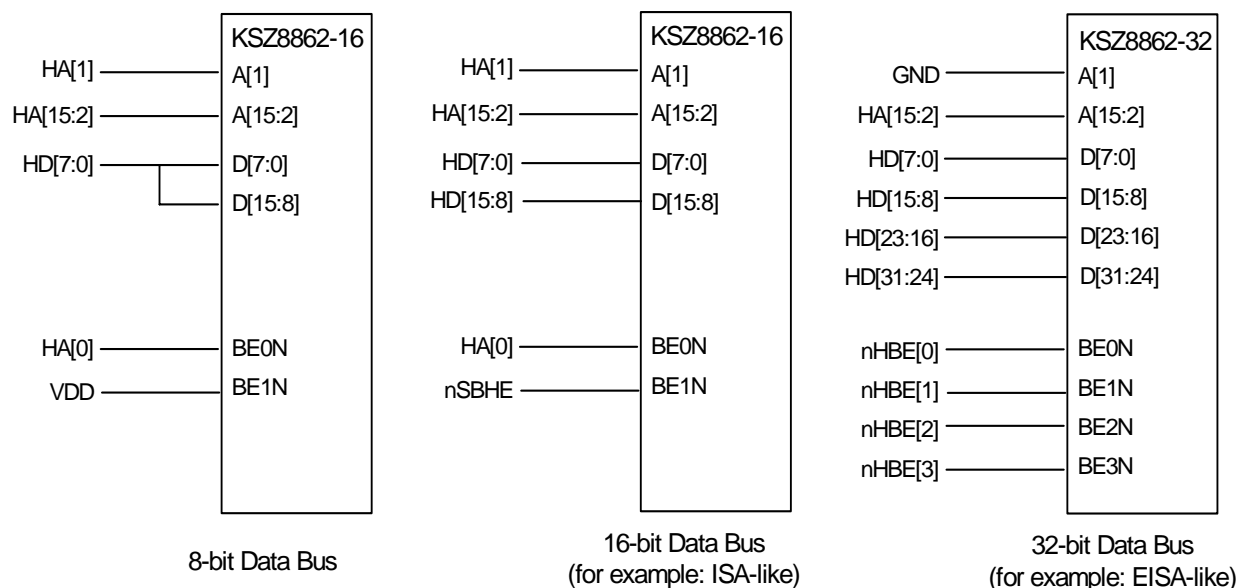 KSZ8862-16
HA[1]
A[1]
HA[15:2]
A[15:2]
HD[7:0]
D[7:0]
D[15:8]
HA[0]
BE0N
VDD
BE1N
8-bit Data Bus
KSZ8862-16
HA[1]
A[1]
HA[15:2]
A[15:2]
HD[7:0]
D[7:0]
HD[15:8]
D[15:8]
HA[0]
BE0N
nSBHE
BE1N
16-bit Data Bus
(for example: ISA-like)
KSZ8862-32
GND
A[1]
HA[15:2]
A[15:2]
HD[7:0]
D[7:0]
HD[15:8]
D[15:8]
HD[23:16]
D[23:16]
HD[31:24]
D[31:24]
nHBE[0]
BE0N
nHBE[1]
BE1N
nHBE[2]
BE2N
nHBE[3]
BE3N
32-bit Data Bus
(for example: EISA-like)